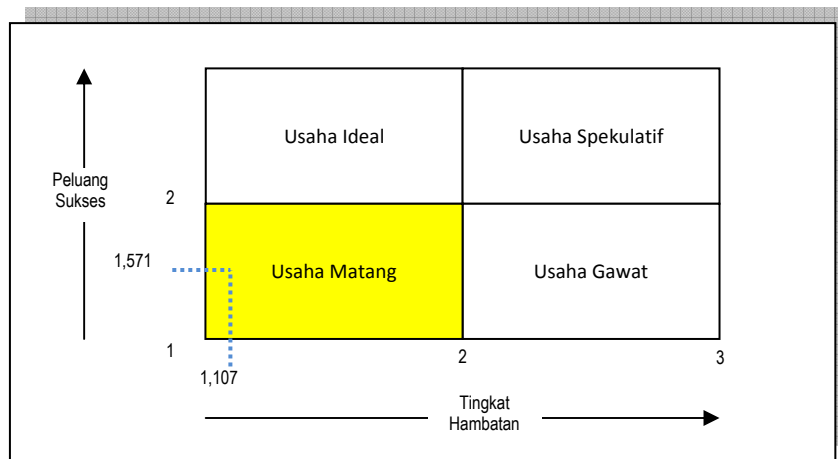 Usaha Ideal
Usaha Spekulatif
Peluang
Sukses
2
1,571
Usaha Matang
Usaha Gawat
1
2
3
1,107
Tingkat
Hambatan